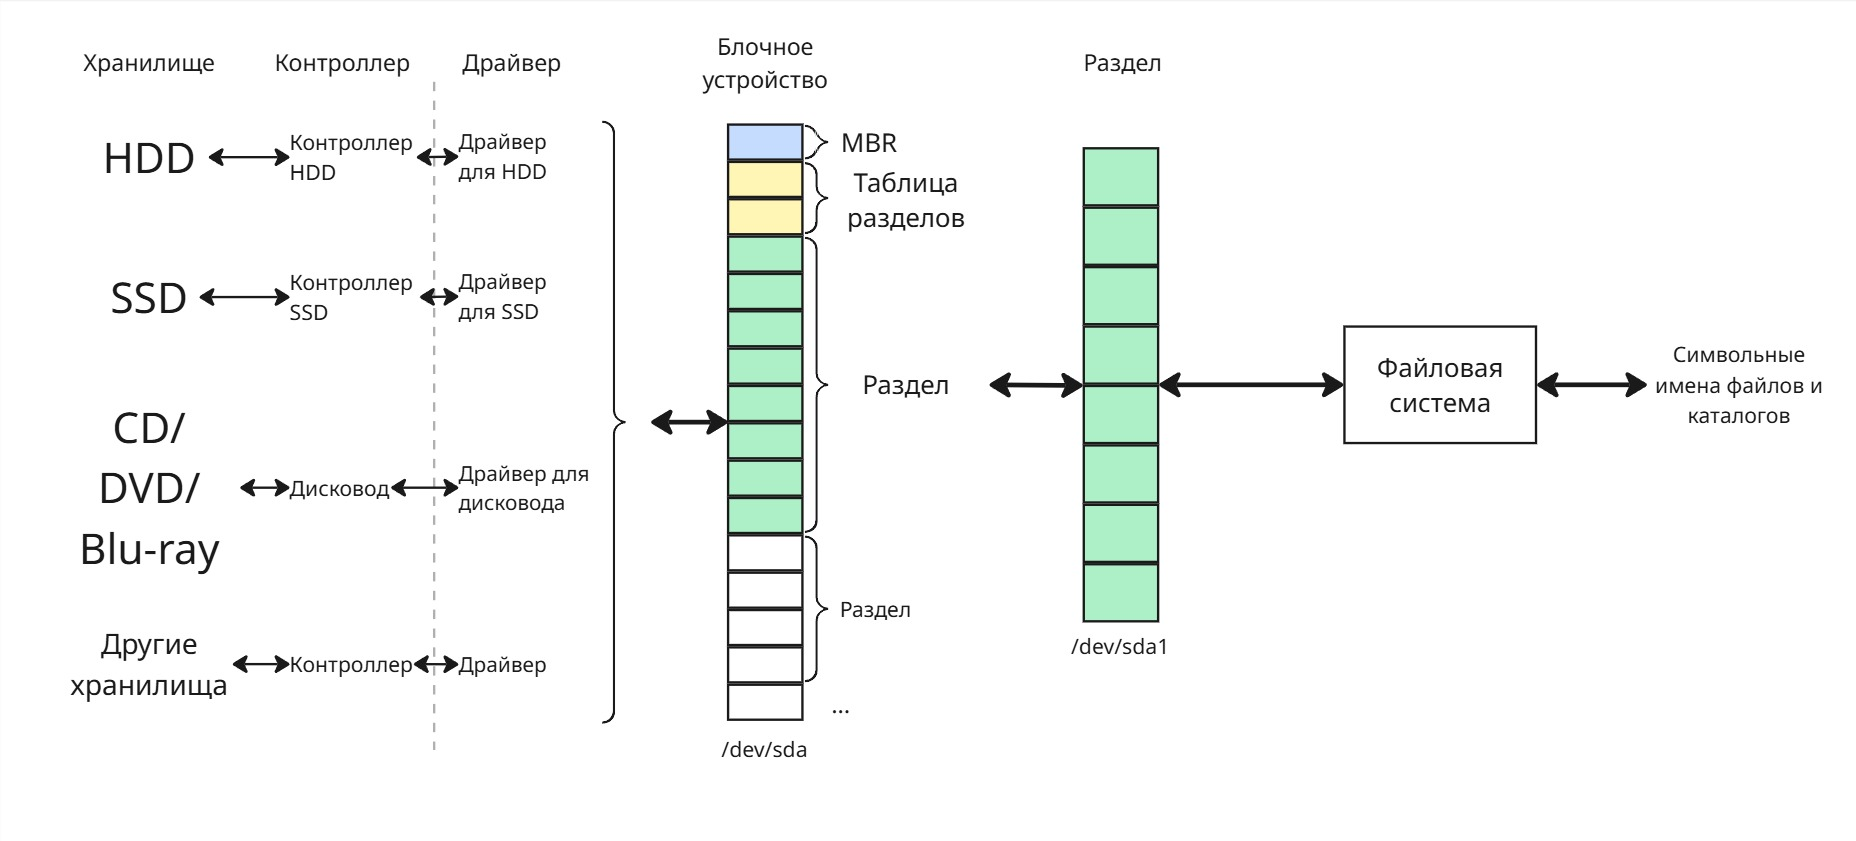 Хранилище
Контроллер
Драйвер
Блочное
устройство
Раздел
HDD
Контроллер
HDD
Драйвер
для HDD
SSD
Контроллер
SSD
Драйвер
для SSD
CD/
DVD/
Blu-ray
Дисковод
Драйвер для
дисковода
Другие
хранилища
Контроллер
Драйвер
MBR
Таблица
разделов
Раздел
Раздел
...
/dev/sda
/dev/sda1
Файловая
система
Символьные
имена файлов и
каталогов